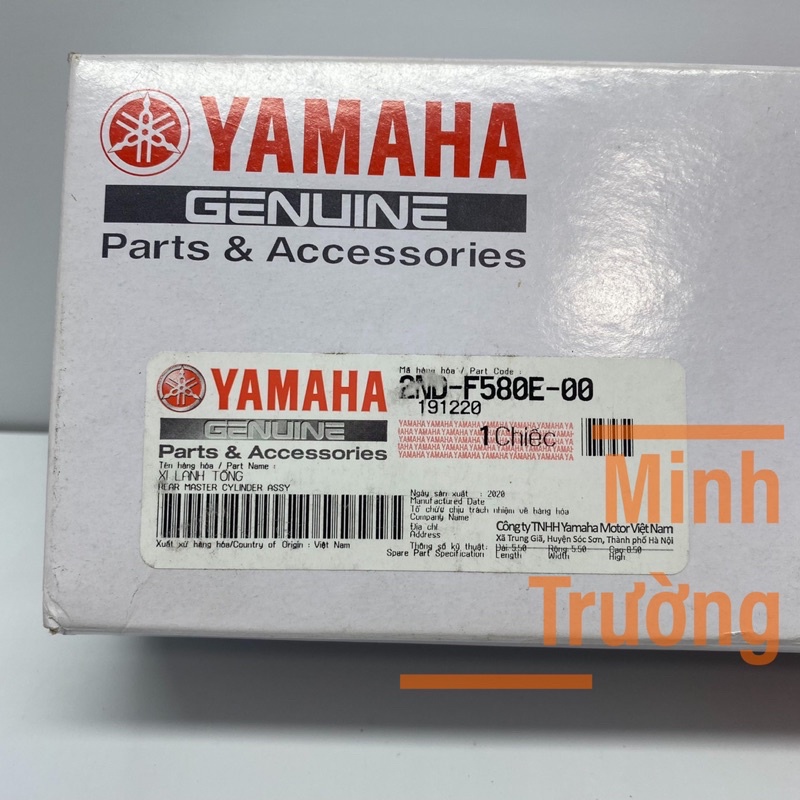 YAMAHA
GENUINE
Parts & Accessories
YAMAHA
GENUINE
Parts & Accessories
Mã hàng hóa / Part Code :
2ND-F580E-00
191220
1 Chiếc
Tên hàng hóa / Part Name :
XI LANH TỔNG
REAR MASTER CYLINDER ASSY
Xuất xứ hàng hóa/Country of Origin : Việt Nam
Ngày sản xuất : 2020
Manufactured Date
Tổ chức chịu trách nhiệm về hàng hóa
Company Name
Công ty TNHH Yamaha Motor Việt Nam
Địa chỉ
Address
Xã Trung Giã, Huyện Sóc Sơn, Thành phố Hà Nội
Thông số kỹ thuật: Dài: 5.50 Rộng: 5.50 Cao: 8.50
Spare Part Specification Length Width High
Minh
Trường